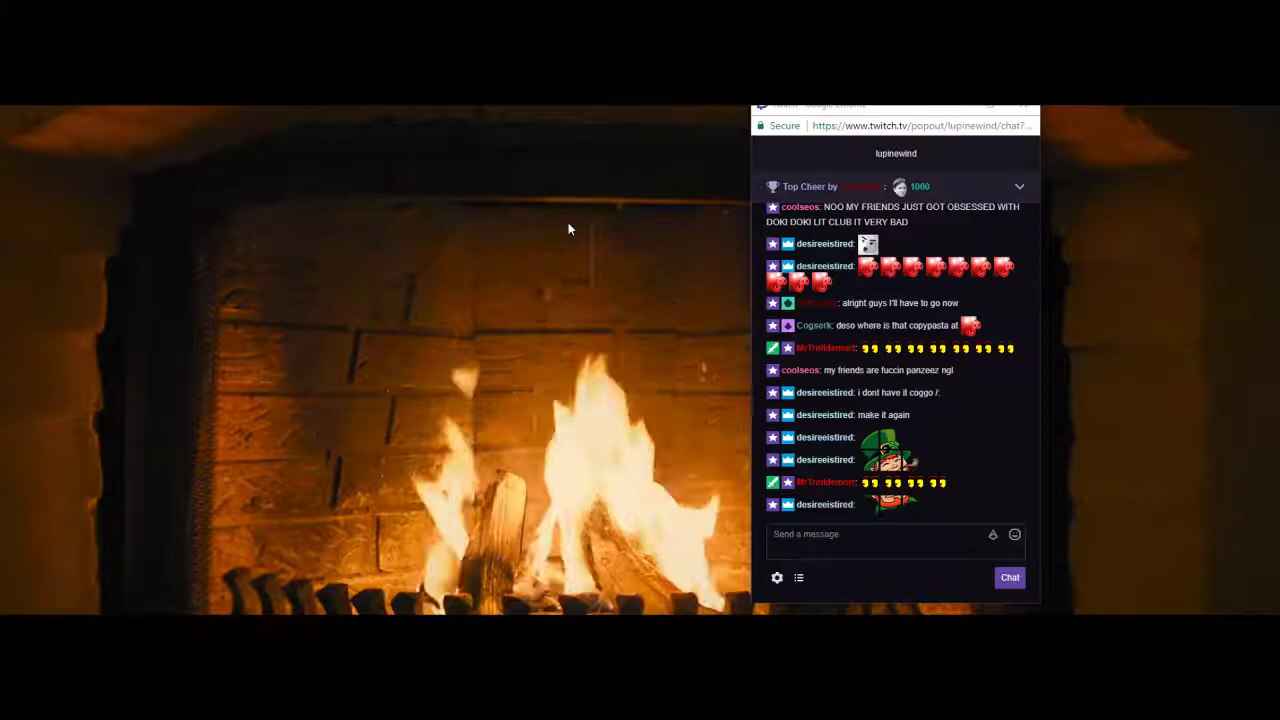 Secure https://www.twitch.tv/popout/lupinewind/chat?...
lupinewind
Top Cheer by : 1000
coolseos: NOO MY FRIENDS JUST GOT OBSESSED WITH
DOKI DOKI LIT CLUB IT VERY BAD
desireeistired:
desireeistired:
: alright guys I'll have to go now
Cogserk: deso where is that copypasta at
MrTrolldemort:
coolseos: my friends are fuccin panzeez ngl
desireeistired: i dont have it coggo /:
desireeistired: make it again
desireeistired:
desireeistired:
MrTrolldemort:
desireeistired:
Send a message
Chat